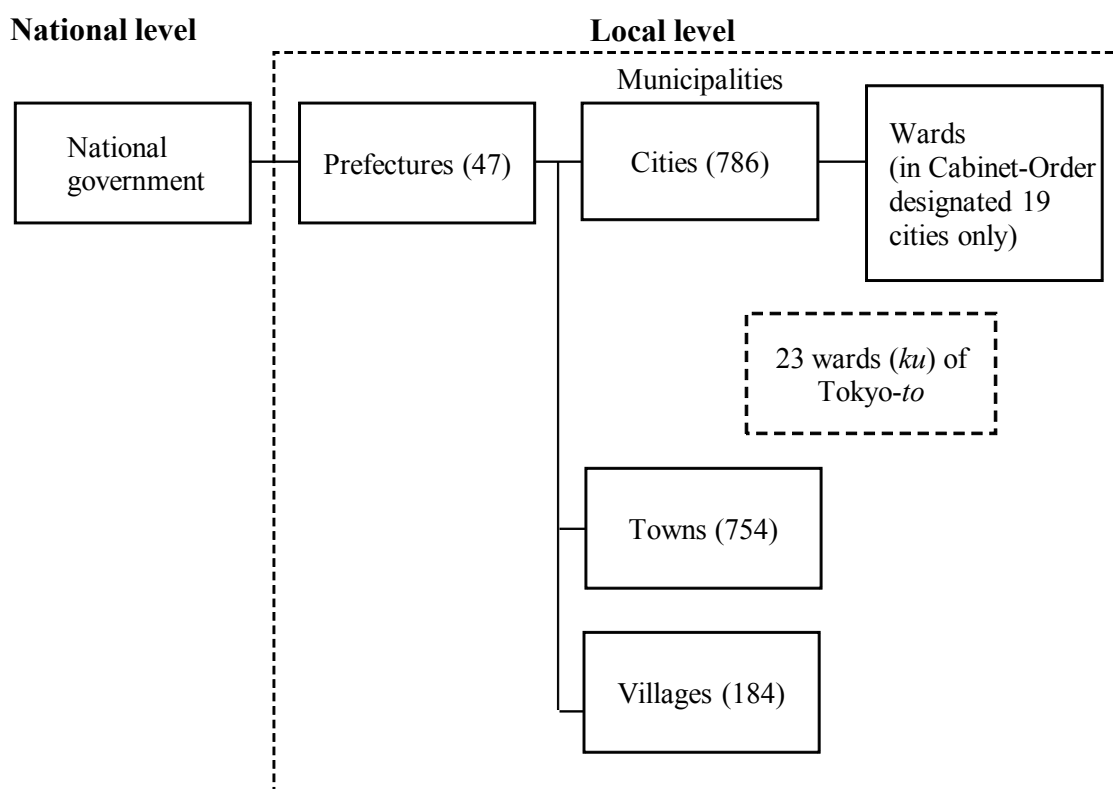 National level
Local level
Municipalities
National
government
Prefectures (47)
Cities (786)
Wards
(in Cabinet-Order
designated 19
cities only)
23 wards (ku) of
Tokyo-to
Towns (754)
Villages (184)